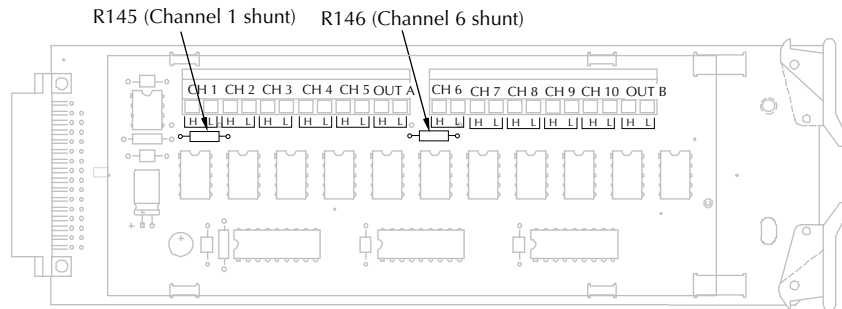 R145 (Channel 1 shunt) R146 (Channel 6 shunt)
CH 1 CH 2 CH 3 CH 4 CH 5 OUT A CH 6 CH 7 CH 8 CH 9 CH 10 OUT B
H L H L H L H L H L H L H L H L H L H L H L H L
+
+